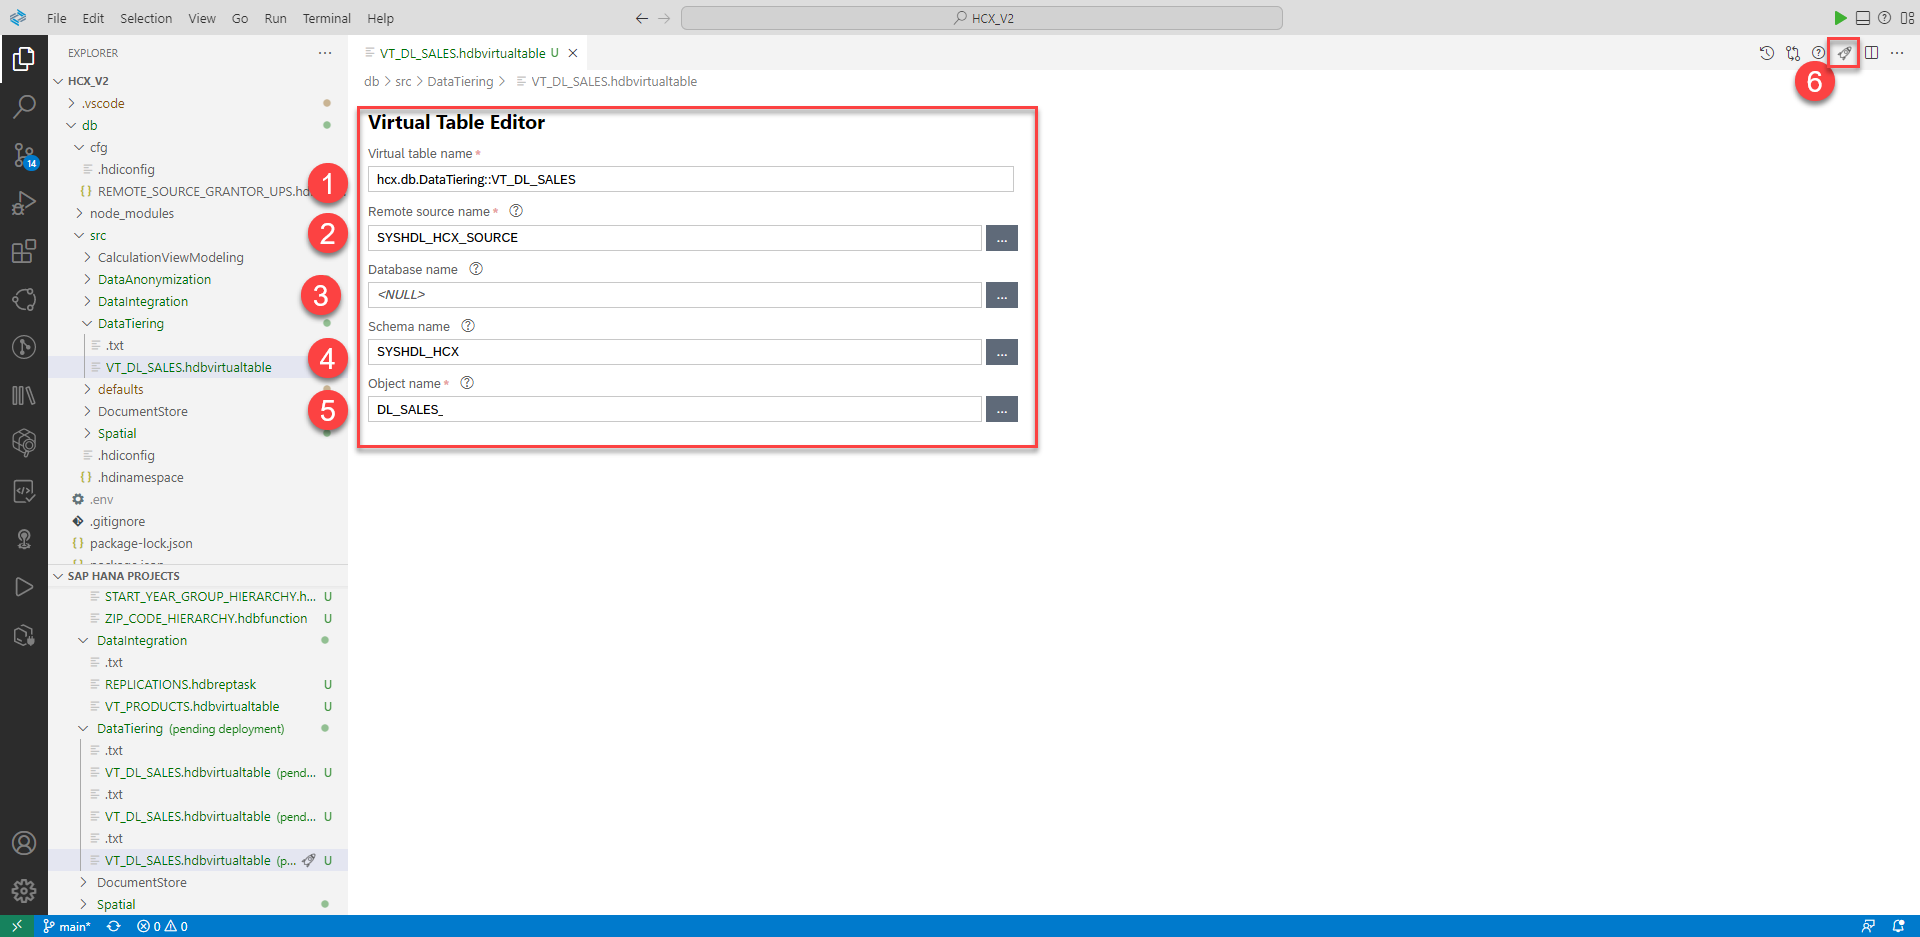 File Edit Selection View Go Run Terminal Help
HCX_V2
EXPLORER
HCX_V2
.vscode
db
cfg
.hdiconfig
REMOTE_SOURCE_GRANTOR_UPS.hd
node_modules
src
CalculationViewModeling
DataAnonymization
DataIntegration
DataTiering
.txt
VT_DL_SALES.hdbvirtualtable
defaults
DocumentStore
Spatial
.hdiconfig
.hdinamespace
.env
.gitignore
package-lock.json
SAP HANA PROJECTS
START_YEAR_GROUP_HIERARCHY.h... U
ZIP_CODE_HIERARCHY.hdbfunction U
DataIntegration
.txt
REPLICATIONS.hdbreptask U
VT_PRODUCTS.hdbvirtualtable U
DataTiering (pending deployment)
.txt
VT_DL_SALES.hdbvirtualtable (pend... U
.txt
VT_DL_SALES.hdbvirtualtable (pend... U
.txt
VT_DL_SALES.hdbvirtualtable (p... U
DocumentStore
Spatial
14
VT_DL_SALES.hdbvirtualtable U
db > src > DataTiering > VT_DL_SALES.hdbvirtualtable
6
Virtual Table Editor
Virtual table name *
1
hcx.db.DataTiering::VT_DL_SALES
Remote source name *
2
SYSHDL_HCX_SOURCE ...
Database name
3
<NULL> ...
Schema name
4
SYSHDL_HCX ...
Object name *
5
DL_SALES_ ...
main* 0 0